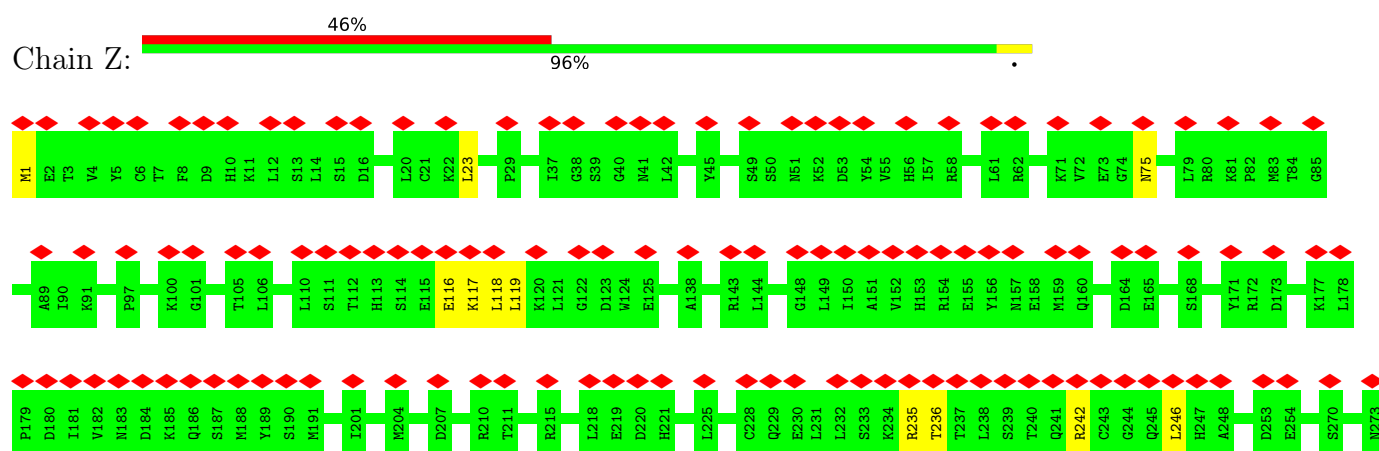 46%
Chain Z:
96%
.
M1 E2 T3 V4 Y5 C6 T7 F8 D9 H10 K11 L12 S13 L14 S15 D16 L20 C21 K22 L23 P29 I37 G38 S39 G40 N41 L42 Y45 S49 S50 N51 K52 D53 Y54 V55 H56 I57 R58 L61 R62 K71 V72 E73 G74 N75 L79 R80 K81 P82 M83 T84 G85
A89 I90 K91 P97 K100 G101 T105 L106 L110 S111 T112 H113 S114 E115 E116 K117 L118 L119 K120 L121 G122 D123 W124 E125 A138 R143 L144 G148 L149 I150 A151 V152 H153 R154 E155 Y156 N157 E158 M159 Q160 D164 E165 S168 Y171 R172 D173 K177 L178
P179 D180 I181 V182 N183 D184 K185 Q186 S187 M188 Y189 S190 M191 I201 M204 D207 R210 T211 R215 L218 E219 D220 H221 L225 C228 Q229 E230 L231 L232 S233 K234 R235 T236 T237 L238 S239 T240 Q241 R242 C243 G244 Q245 L246 H247 A248 D253 E254 S270 N273